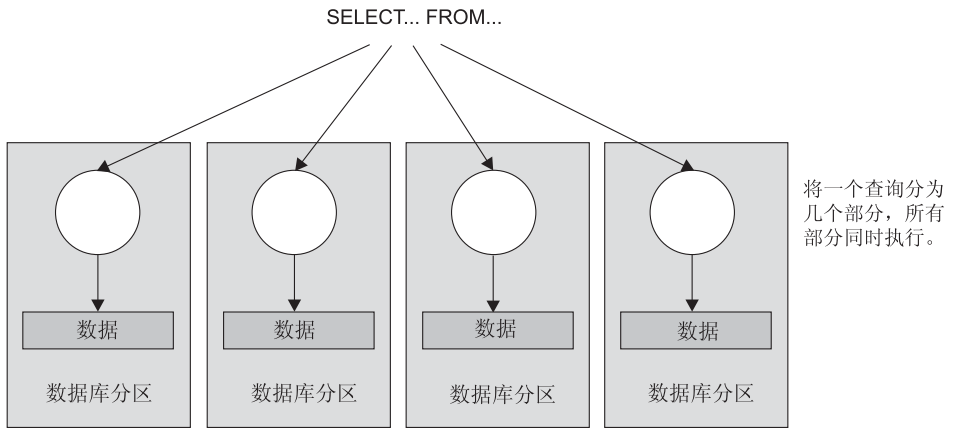 SELECT... FROM...
将一个查询分为
几个部分，所有
部分同时执行。
数据
数据
数据
数据
数据库分区
数据库分区
数据库分区
数据库分区